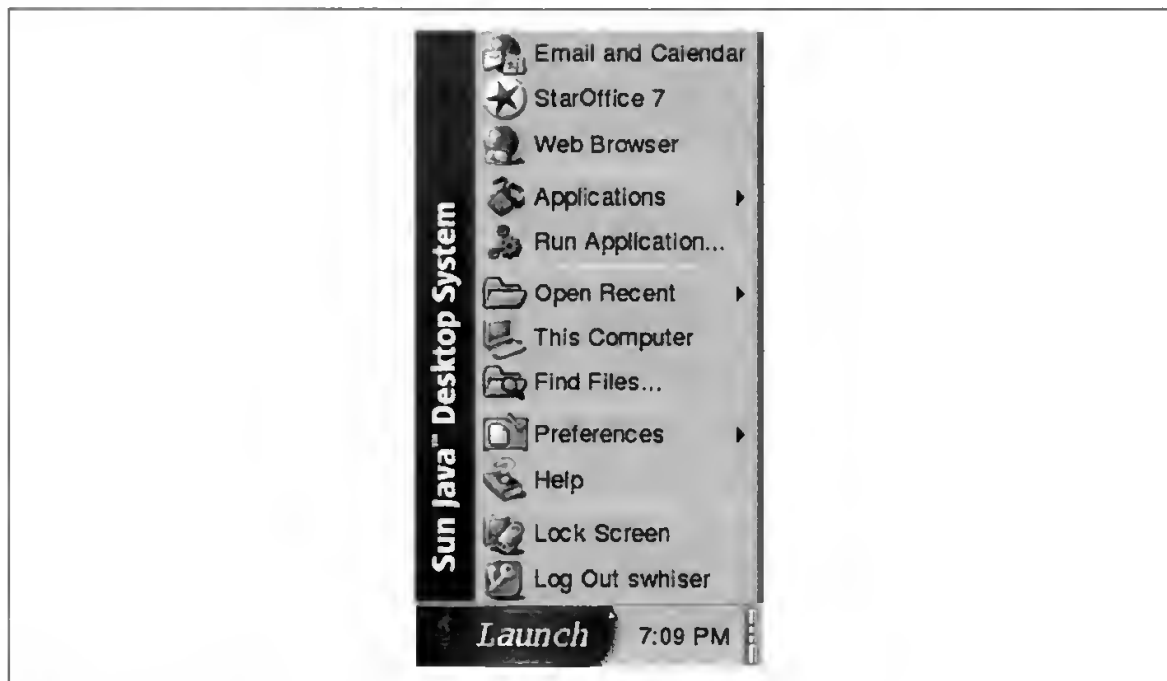 Email and Calendar
StarOffice 7
Web Browser
Applications
Run Application...
Open Recent
This Computer
Find Files...
Preferences
Help
Lock Screen
Log Out swhiser
Sun Java™ Desktop System
Launch 7:09 PM